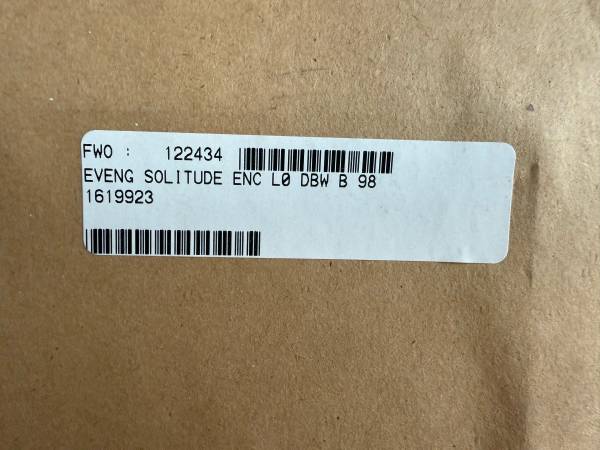 FWO : 122434
EVENG SOLITUDE ENC L0 DBW B 98
1619923